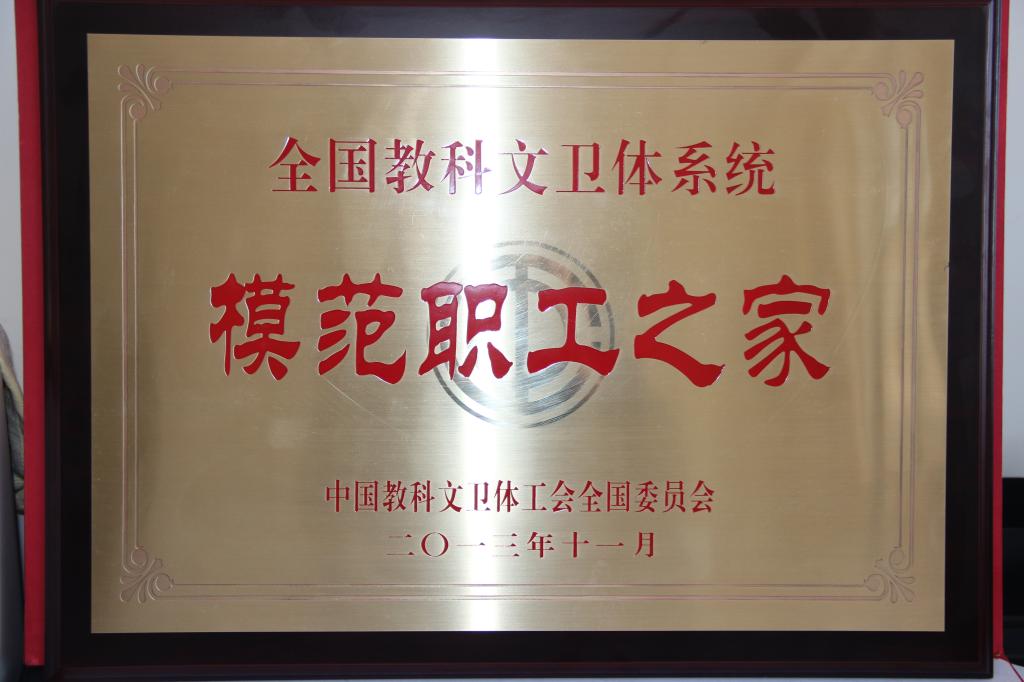 全国教科文卫体系统
模范职工之家
中国教科文卫体工会全国委员会
二〇一三年十一月